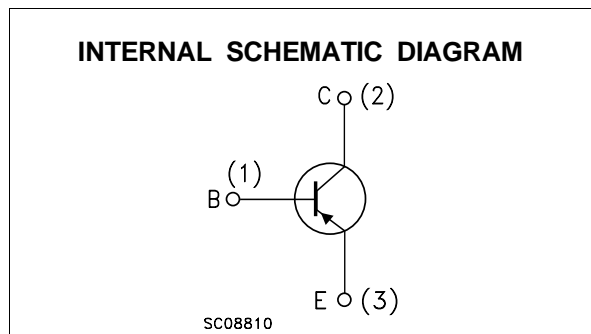 INTERNAL SCHEMATIC DIAGRAM
C (2)
(1)
B
E (3)
SC08810